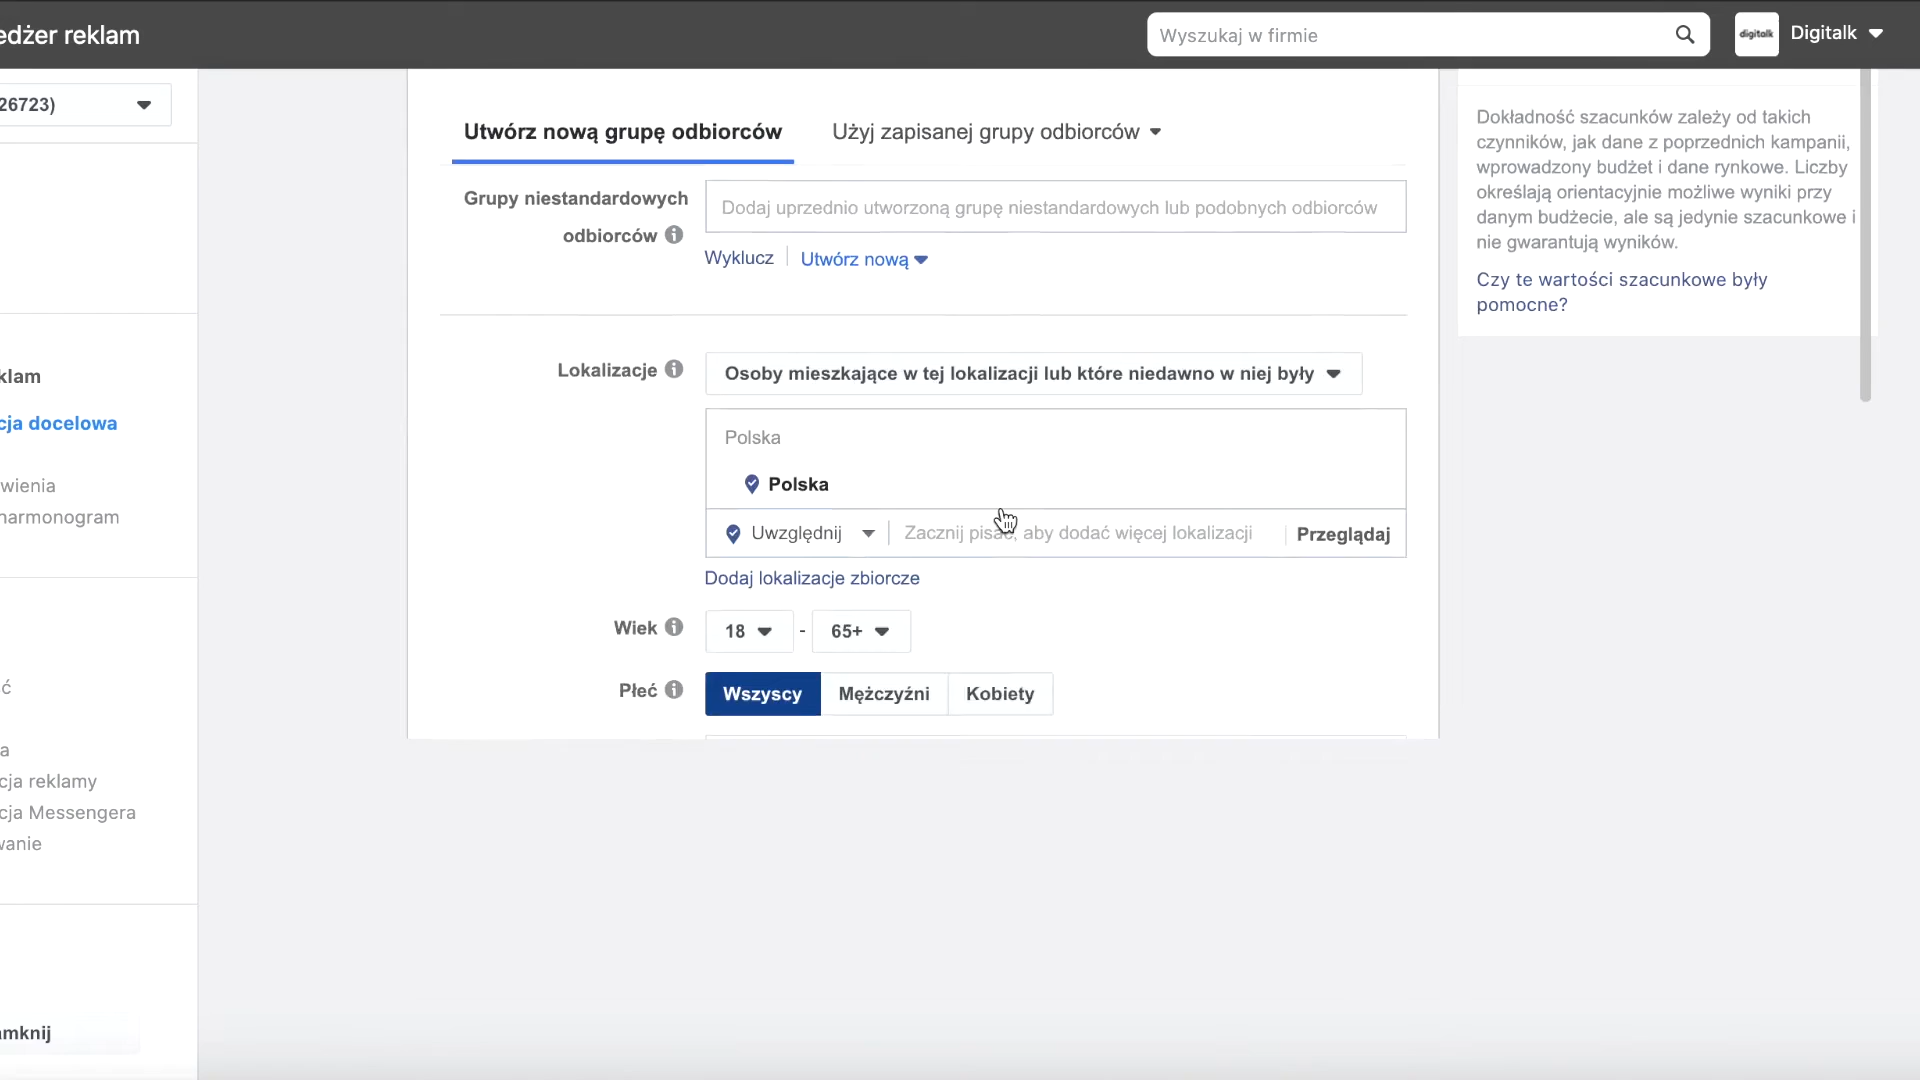 edżer reklam
Wyszukaj w firmie
digitalk
Digitalk
26723)
klam
cja docelowa
wienia
harmonogram
ć
a
cja reklamy
cja Messengera
wanie
amknij
Utwórz nową grupę odbiorców
Użyj zapisanej grupy odbiorców
Grupy niestandardowych
odbiorców
Dodaj uprzednio utworzoną grupę niestandardowych lub podobnych odbiorców
Wyklucz
Utwórz nową
Lokalizacje
Osoby mieszkające w tej lokalizacji lub które niedawno w niej były
Polska
Polska
Uwzględnij
Zacznij pisać, aby dodać więcej lokalizacji
Przeglądaj
Dodaj lokalizacje zbiorcze
Wiek
18 - 65+
Płeć
Wszyscy
Mężczyźni
Kobiety
Dokładność szacunków zależy od takich
czynników, jak dane z poprzednich kampanii,
wprowadzony budżet i dane rynkowe. Liczby
określają orientacyjnie możliwe wyniki przy
danym budżecie, ale są jedynie szacunkowe i
nie gwarantują wyników.
Czy te wartości szacunkowe były
pomocne?